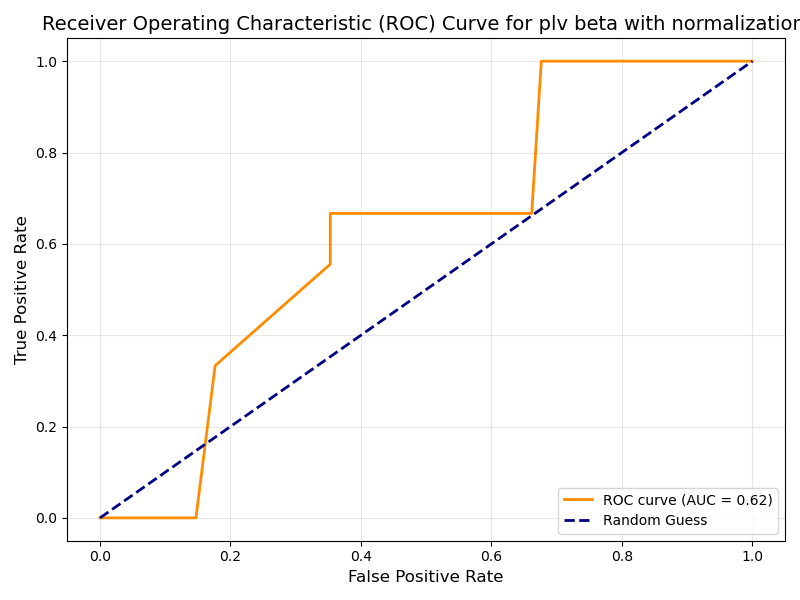 Receiver Operating Characteristic (ROC) Curve for plv beta with normalization
1.0
0.8
0.6
0.4
0.2
0.0
True Positive Rate
0.0 0.2 0.4 0.6 0.8 1.0
False Positive Rate
ROC curve (AUC = 0.62)
Random Guess